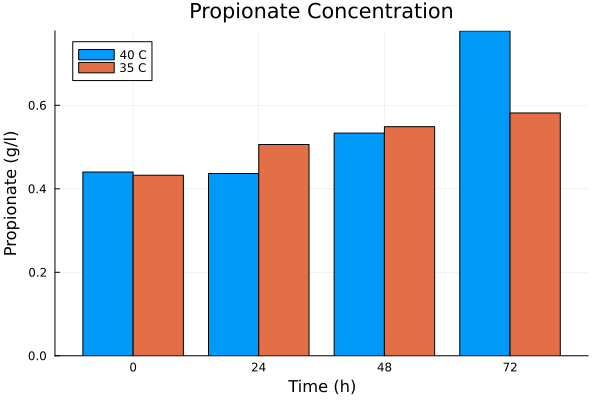 Propionate Concentration
40 C
35 C
Propionate (g/l)
0.6
0.4
0.2
0.0
0 24 48 72
Time (h)